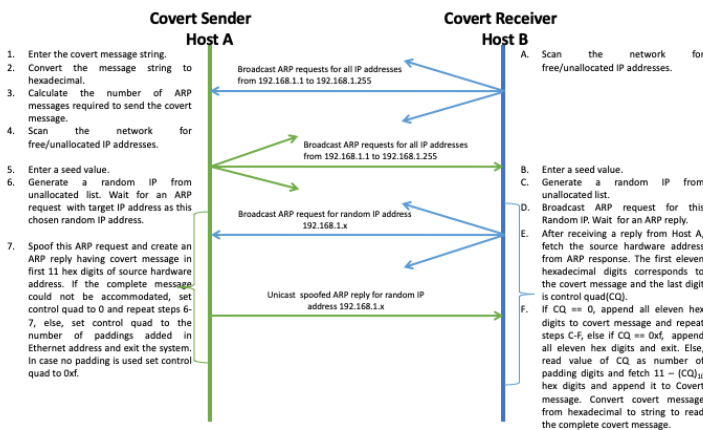 Covert Sender
Host A
Covert Receiver
Host B
1. Enter the covert message string.
2. Convert the message string to
hexadecimal.
3. Calculate the number of ARP
messages required to send the covert
message.
4. Scan the network for
free/unallocated IP addresses.
5. Enter a seed value.
6. Generate a random IP from
unallocated list. Wait for an ARP
request with target IP address as this
chosen random IP address.
7. Spoof this ARP request and create an
ARP reply having covert message in
first 11 hex digits of source hardware
address. If the complete message
could not be accommodated, set
control quad to 0 and repeat steps 6-
7, else, set control quad to the
number of paddings added in
Ethernet address and exit the system.
In case no padding is used set control
quad to 0xf.
Broadcast ARP requests for all IP addresses
from 192.168.1.1 to 192.168.1.255
Broadcast ARP requests for all IP addresses
from 192.168.1.1 to 192.168.1.255
Broadcast ARP request for random IP address
192.168.1.x
Unicast spoofed ARP reply for random IP
address 192.168.1.x
A. Scan the network for
free/unallocated IP addresses.
B. Enter a seed value.
C. Generate a random IP from
unallocated list.
D. Broadcast ARP request for this
Random IP. Wait for an ARP reply.
E. After receiving a reply from Host A,
fetch the source hardware address
from ARP response. The first eleven
hexadecimal digits corresponds to
the covert message and the last digit
is control quad(CQ).
F. If CQ == 0, append all eleven hex
digits to covert message and repeat
steps C-F, else if CQ == 0xf, append
all eleven hex digits and exit. Else,
read value of CQ as number of
padding digits and fetch 11 – (CQ)10
hex digits and append it to Covert
message. Convert covert message
from hexadecimal to string to read
the complete covert message.